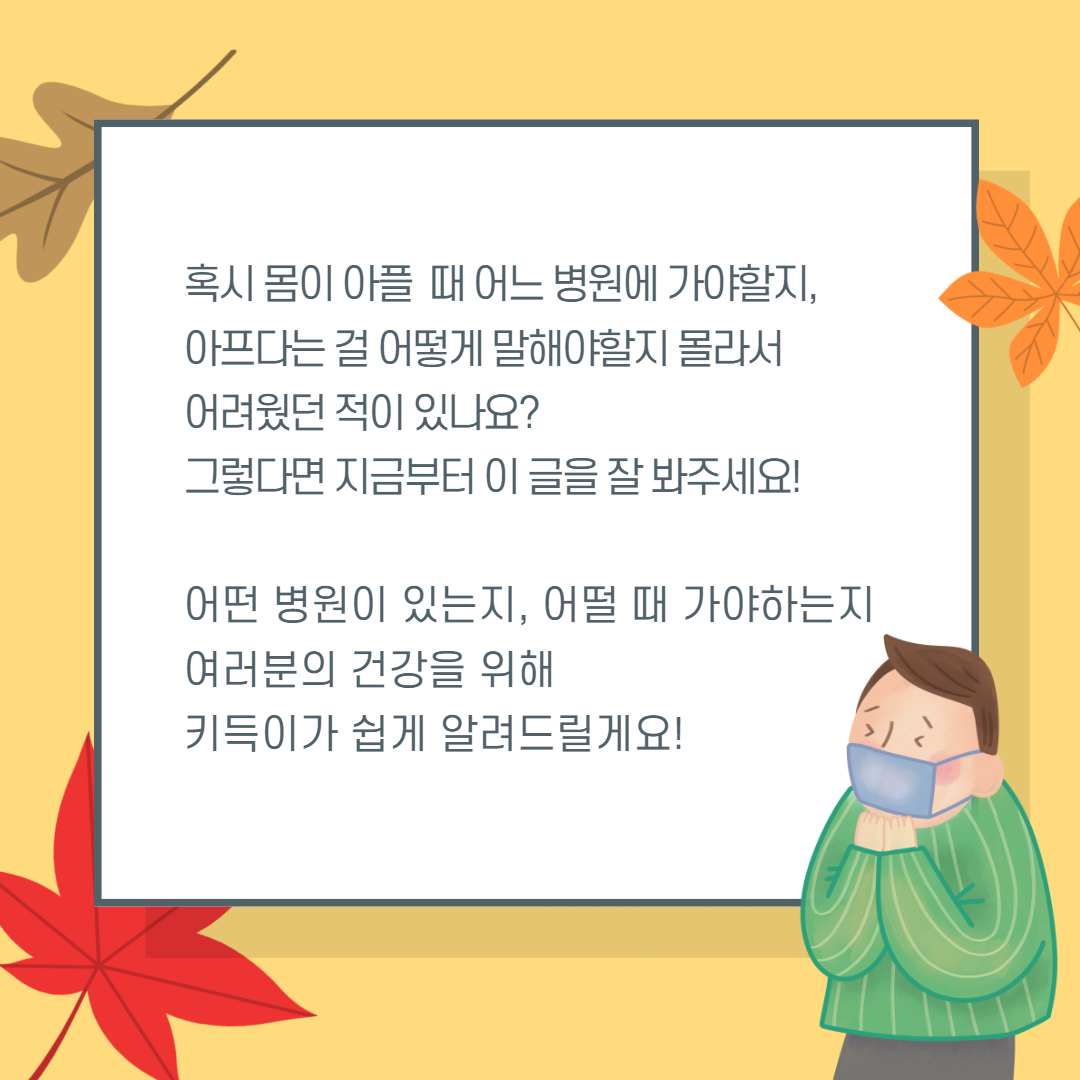 혹시 몸이 아플 때 어느 병원에 가야할지,
아프다는 걸 어떻게 말해야할지 몰라서
어려웠던 적이 있나요?
그렇다면 지금부터 이 글을 잘 봐주세요!
어떤 병원이 있는지, 어떨 때 가야하는지
여러분의 건강을 위해
키득이가 쉽게 알려드릴게요!